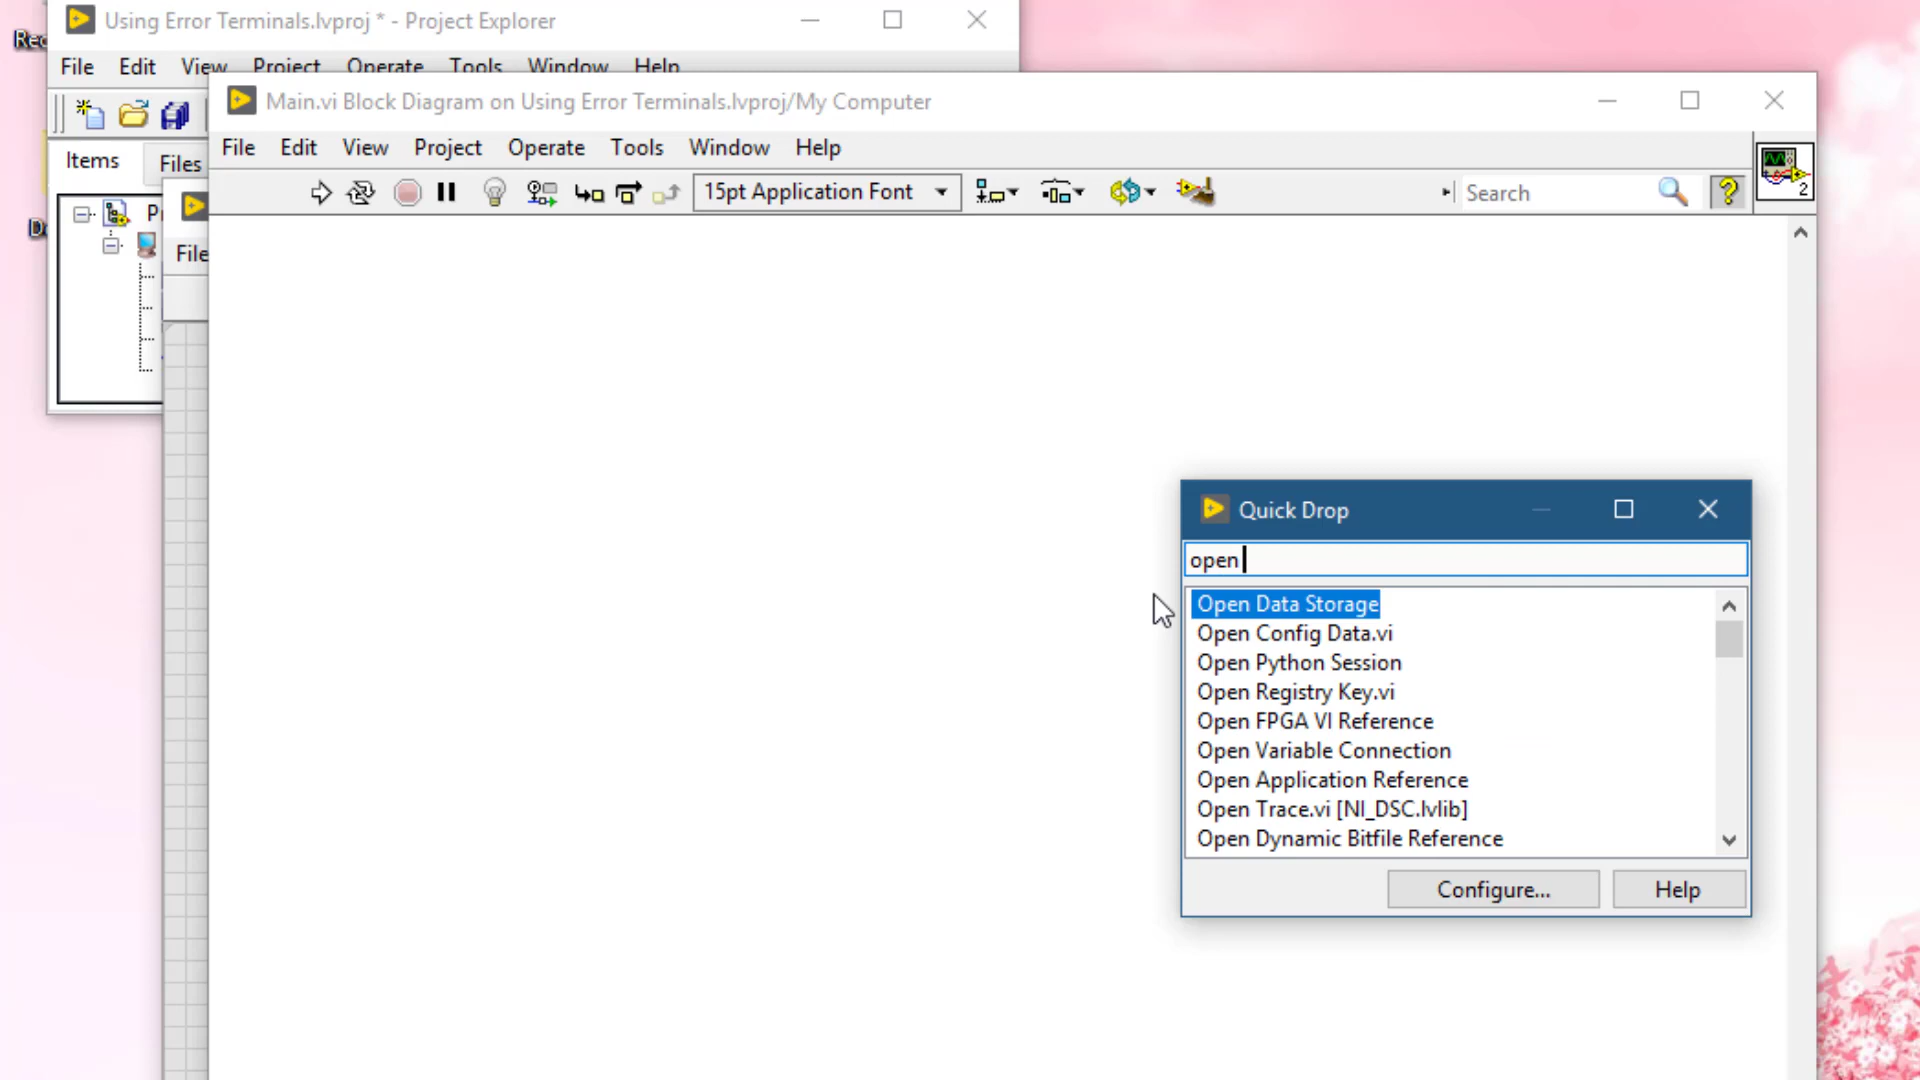 Rec
Using Error Terminals.lvproj * - Project Explorer
File Edit View Project Operate Tools Window Help
Main.vi Block Diagram on Using Error Terminals.lvproj/My Computer
File Edit View Project Operate Tools Window Help
Items Files
15pt Application Font
Search
2
File
Quick Drop
open
Open Data Storage
Open Config Data.vi
Open Python Session
Open Registry Key.vi
Open FPGA VI Reference
Open Variable Connection
Open Application Reference
Open Trace.vi [NI_DSC.lvlib]
Open Dynamic Bitfile Reference
Configure... Help